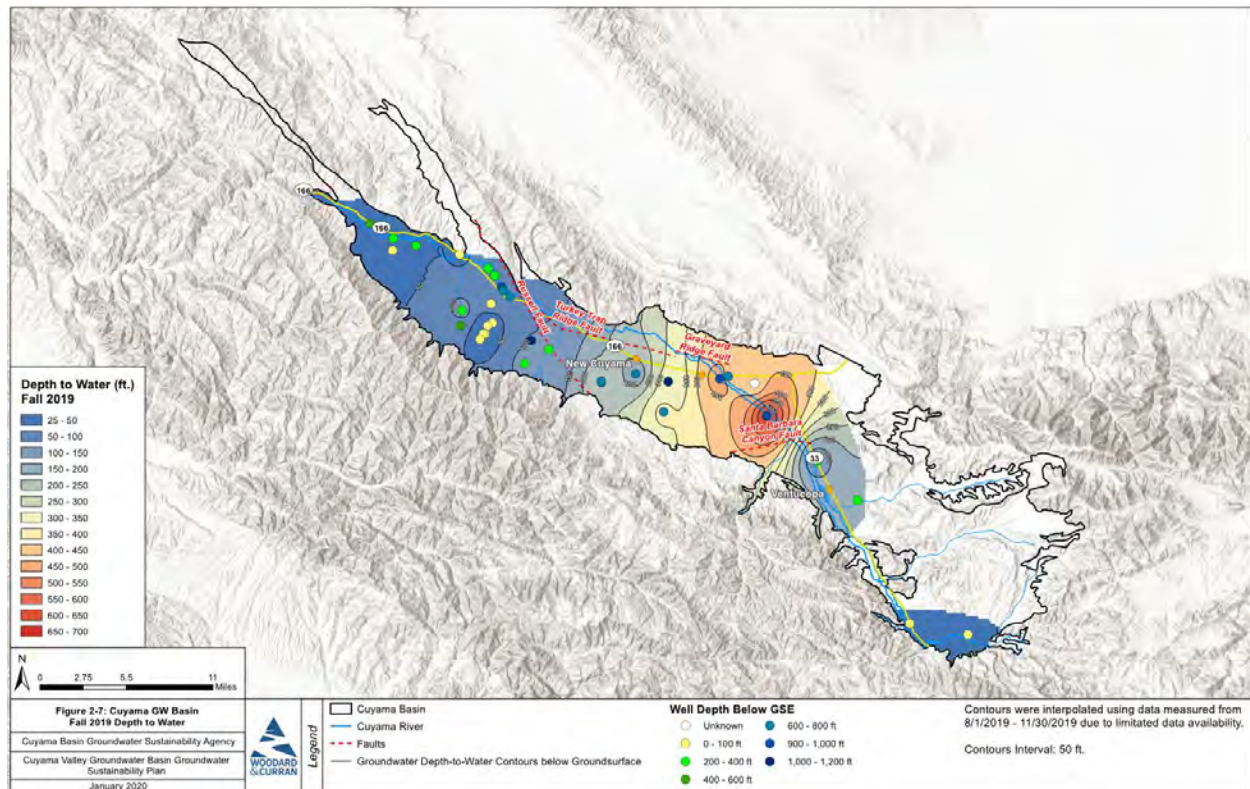 166
166
Russell Fault
Turkey Trap
Ridge Fault
166
New Cuyama
Graveyard
Ridge Fault
Santa Barbara
Canyon Fault
33
Ventucopa
Depth to Water (ft.)
Fall 2019
25 - 50
50 - 100
100 - 150
150 - 200
200 - 250
250 - 300
300 - 350
350 - 400
400 - 450
450 - 500
500 - 550
550 - 600
600 - 650
650 - 700
N
0 2.75 5.5 11
Miles
Figure 2-7: Cuyama GW Basin
Fall 2019 Depth to Water
Cuyama Basin Groundwater Sustainability Agency
Cuyama Valley Groundwater Basin Groundwater
Sustainability Plan
January 2020
WOODARD
&CURRAN
Legend
Cuyama Basin
Cuyama River
Faults
Groundwater Depth-to-Water Contours below Groundsurface
Well Depth Below GSE
Unknown
0 - 100 ft
200 - 400 ft
400 - 600 ft
600 - 800 ft
900 - 1,000 ft
1,000 - 1,200 ft
Contours were interpolated using data measured from
8/1/2019 - 11/30/2019 due to limitated data availability.
Contours Interval: 50 ft.